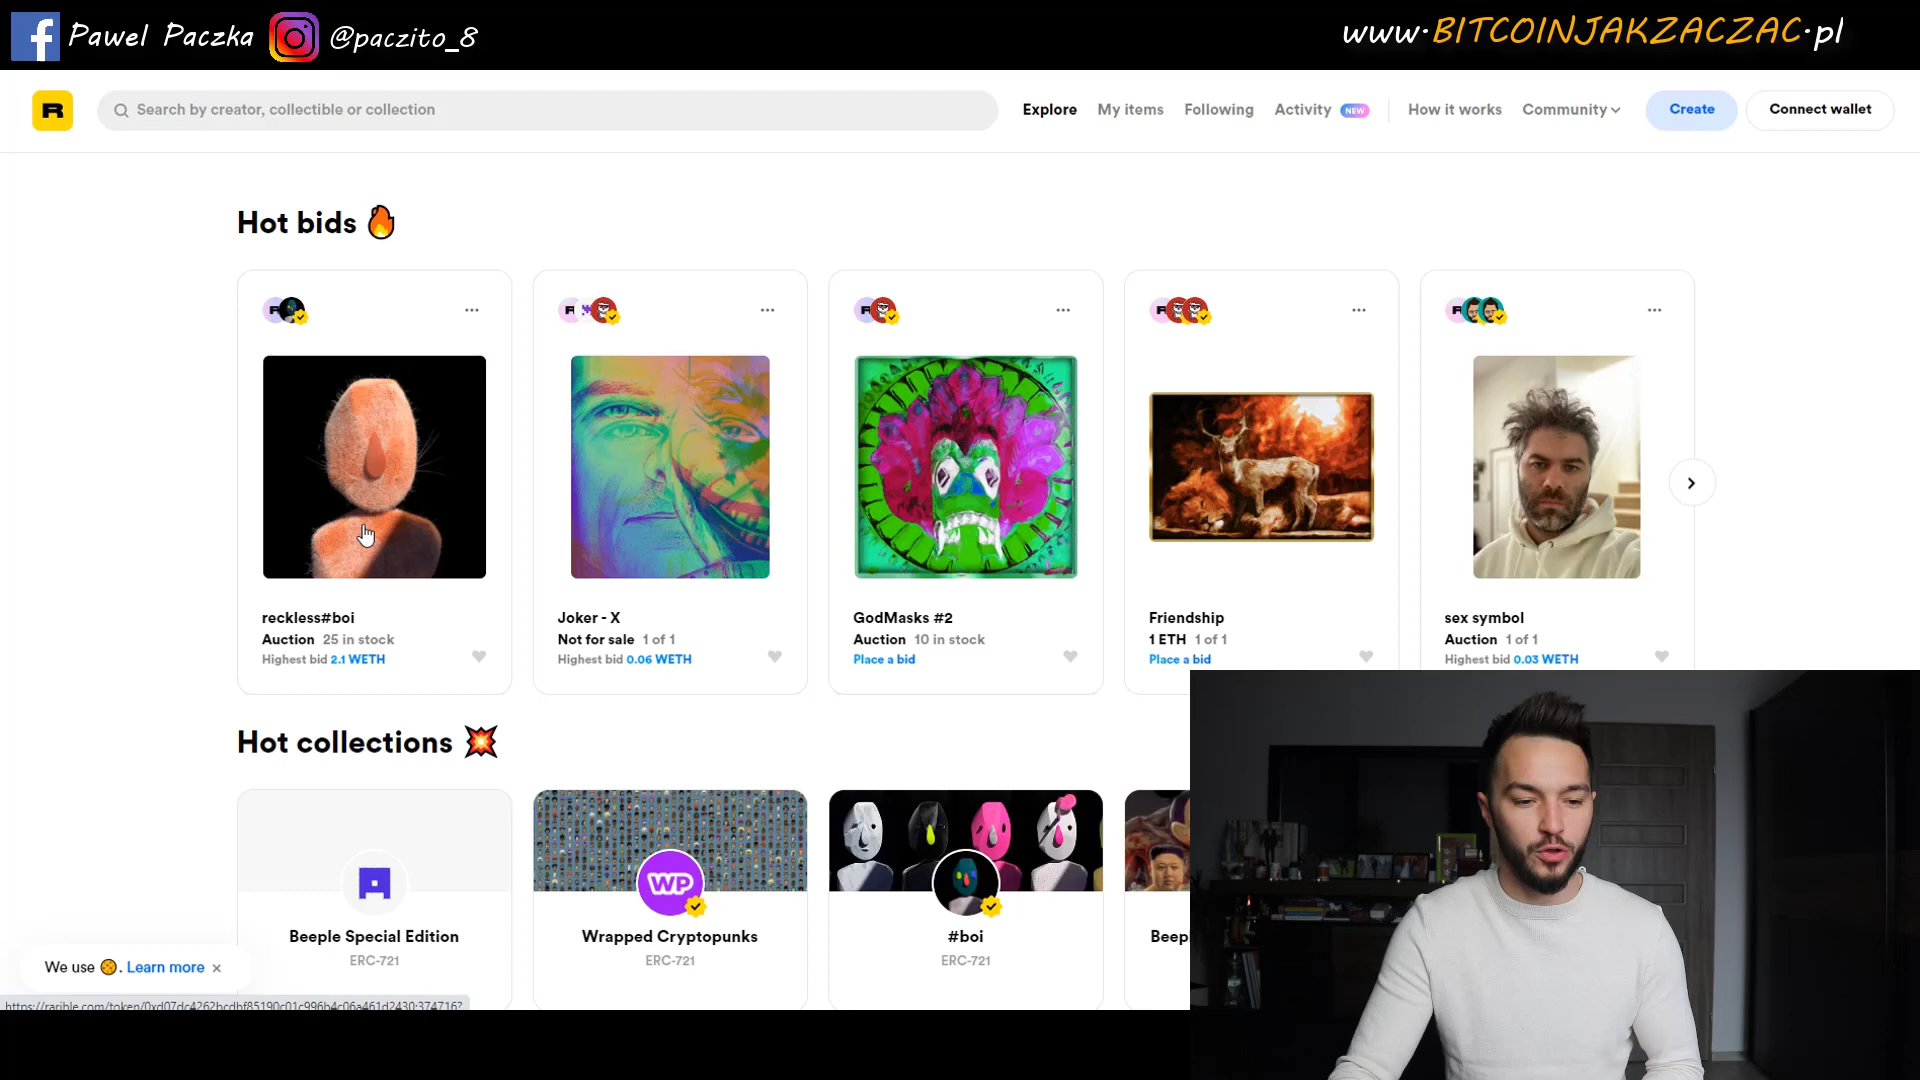 Pawel Paczka @paczito_8
www.BITCOINJAKZACZAC.pl
R
Search by creator, collectible or collection
Explore My items Following Activity NEW How it works Community Create Connect wallet
Hot bids
reckless#boi
Auction 25 in stock
Highest bid 2.1 WETH
Joker - X
Not for sale 1 of 1
Highest bid 0.06 WETH
GodMasks #2
Auction 10 in stock
Place a bid
Friendship
1 ETH 1 of 1
Place a bid
sex symbol
Auction 1 of 1
Highest bid 0.03 WETH
Hot collections
Beeple Special Edition
ERC-721
WP
Wrapped Cryptopunks
ERC-721
#boi
ERC-721
Beepl
We use . Learn more